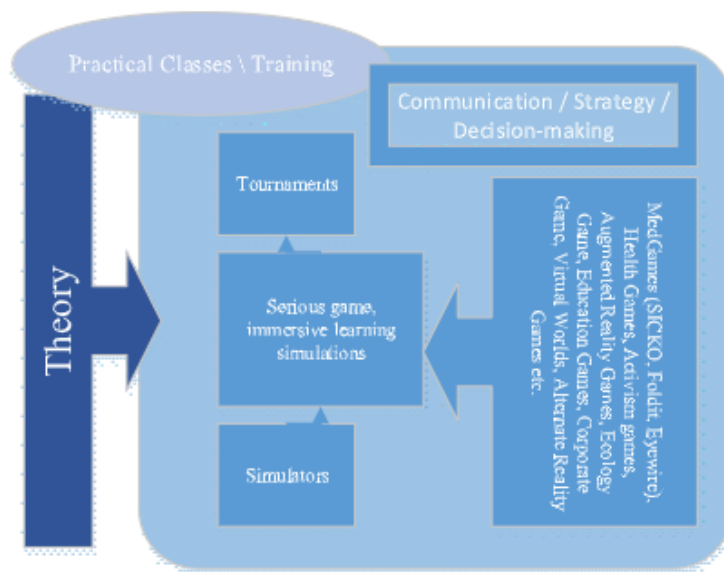 Practical Classes \ Training
Communication / Strategy /
Decision-making
Theory
Tournaments
Serious game,
immersive learning
simulations
Simulators
MedGames (SICKO, Foldit, Eyewire),
Health Games, Activism games,
Augmented Reality Games, Ecology
Game, Education Games, Corporate
Game, Virtual Worlds, Alternate Reality
Games etc.